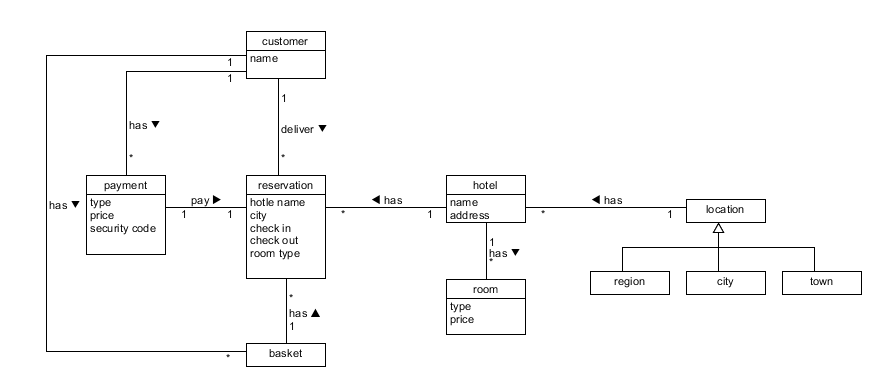 customer
name
1
1
1
has ▼
deliver ▼
*
*
payment
type
price
security code
has ▼
pay ▶
1
1
reservation
hotle name
city
check in
check out
room type
◀ has
*
1
hotel
name
address
◀ has
*
1
location
1
has ▼
*
room
type
price
region
city
town
*
has ▲
1
basket
*